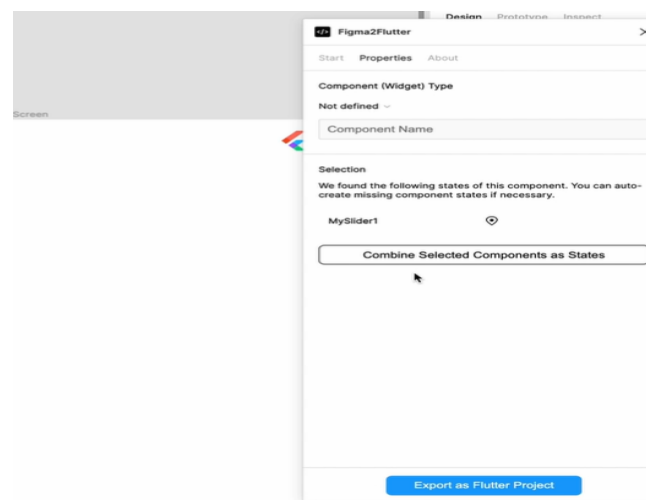 Design Prototype Inspect
Figma2Flutter
Start Properties About
Component (Widget) Type
Not defined
Screen
Component Name
Selection
We found the following states of this component. You can auto-
create missing component states if necessary.
MySlider1
Combine Selected Components as States
Export as Flutter Project